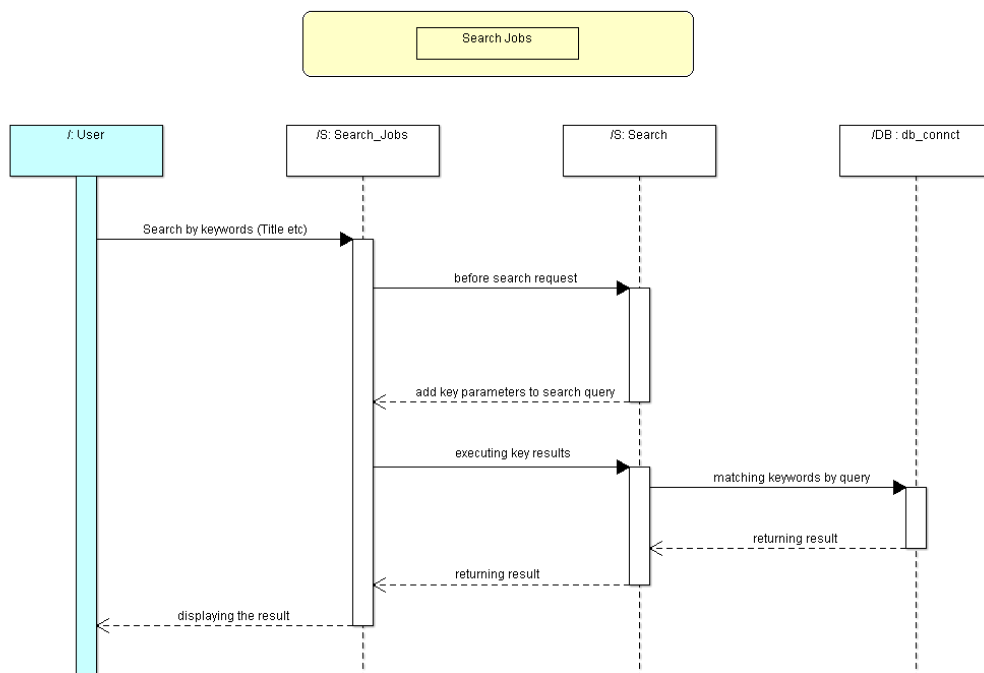 Search Jobs
/: User
/S: Search_Jobs
/S: Search
/DB : db_connct
Search by keywords (Title etc)
before search request
add key parameters to search query
executing key results
matching keywords by query
returning result
returning result
displaying the result